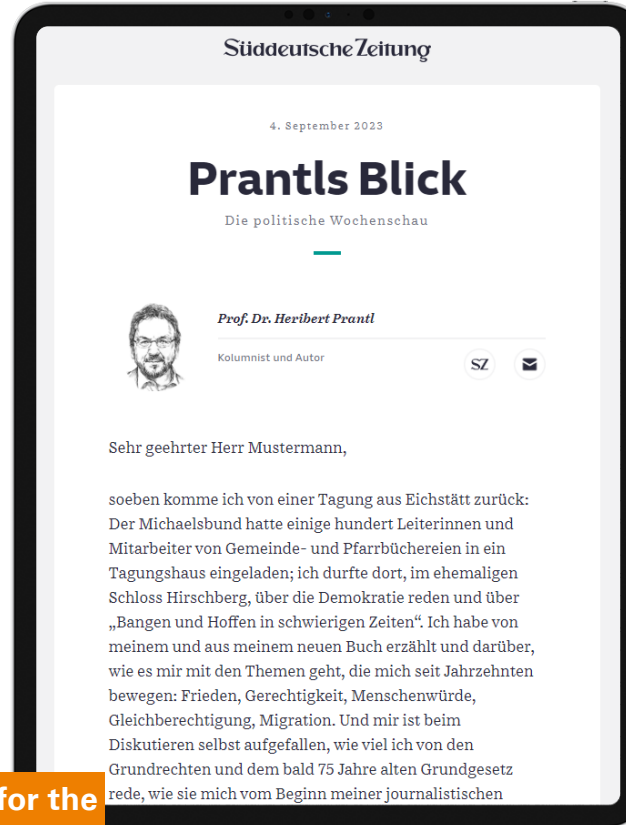 Süddeutsche Zeitung
4. September 2023
Prantls Blick
Die politische Wochenschau
Prof. Dr. Heribert Prantl
Kolumnist und Autor
SZ
Sehr geehrter Herr Mustermann,
soeben komme ich von einer Tagung aus Eichstätt zurück:
Der Michaelsbund hatte einige hundert Leiterinnen und
Mitarbeiter von Gemeinde- und Pfarrbüchereien in ein
Tagungshaus eingeladen; ich durfte dort, im ehemaligen
Schloss Hirschberg, über die Demokratie reden und über
„Bangen und Hoffen in schwierigen Zeiten“. Ich habe von
meinem und aus meinem neuen Buch erzählt und darüber,
wie es mir mit den Themen geht, die mich seit Jahrzehnten
bewegen: Frieden, Gerechtigkeit, Menschenwürde,
Gleichberechtigung, Migration. Und mir ist beim
Diskutieren selbst aufgefallen, wie viel ich von den
Grundrechten und dem bald 75 Jahre alten Grundgesetz
rede, wie sie mich vom Beginn meiner journalistischen
for the